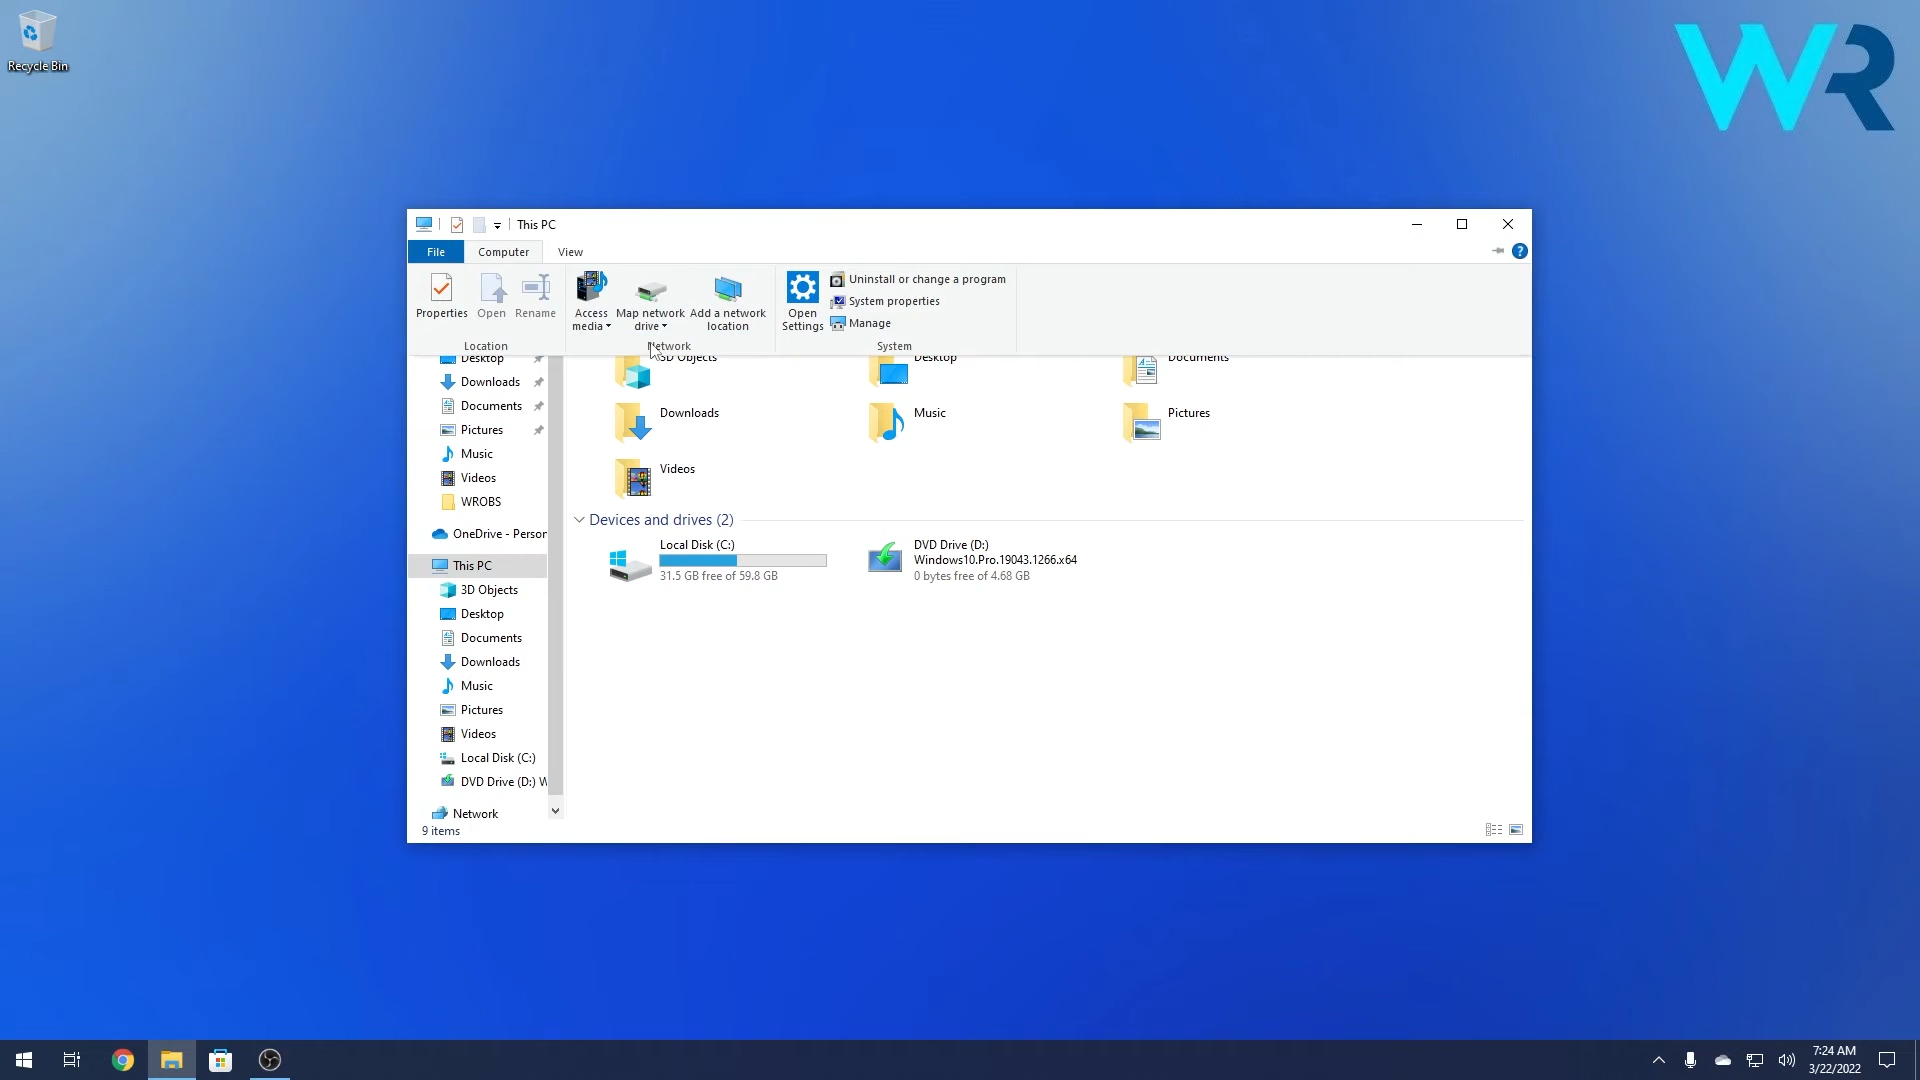 Recycle Bin
WR
This PC
File
Computer
View
Properties
Open
Rename
Location
Access
media
Map network
drive
Add a network
location
Network
Open
Settings
Uninstall or change a program
System properties
Manage
System
Desktop
Downloads
Documents
Pictures
Music
Videos
WROBS
OneDrive - Person
This PC
3D Objects
Desktop
Documents
Downloads
Music
Pictures
Videos
Local Disk (C:)
DVD Drive (D:) W
Network
3D Objects
Desktop
Documents
Downloads
Music
Pictures
Videos
Devices and drives (2)
Local Disk (C:)
31.5 GB free of 59.8 GB
DVD Drive (D:)
Windows10.Pro.19043.1266.x64
0 bytes free of 4.68 GB
9 items
7:24 AM
3/22/2022